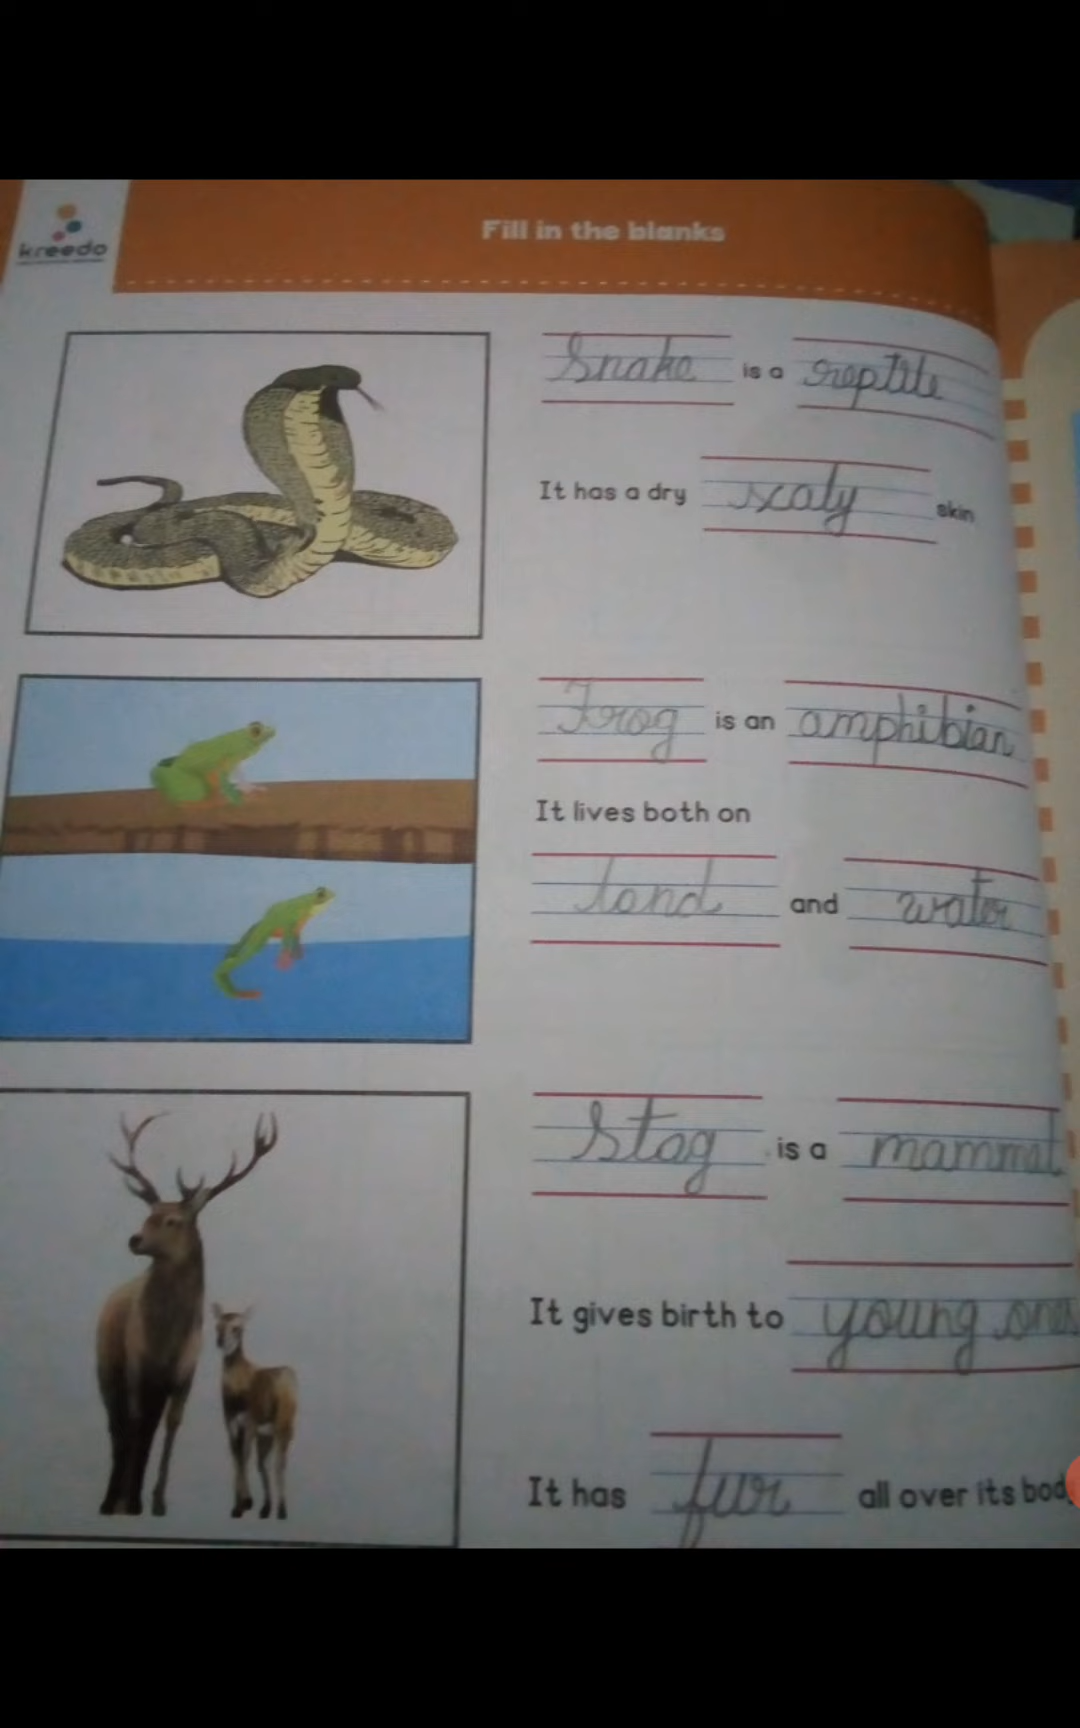 kreedo
Fill in the blanks
Snake is a reptile
It has a dry scaly skin
Frog is an amphibian
It lives both on
land and water
Stag is a mammal
It gives birth to young ones
It has fur all over its body